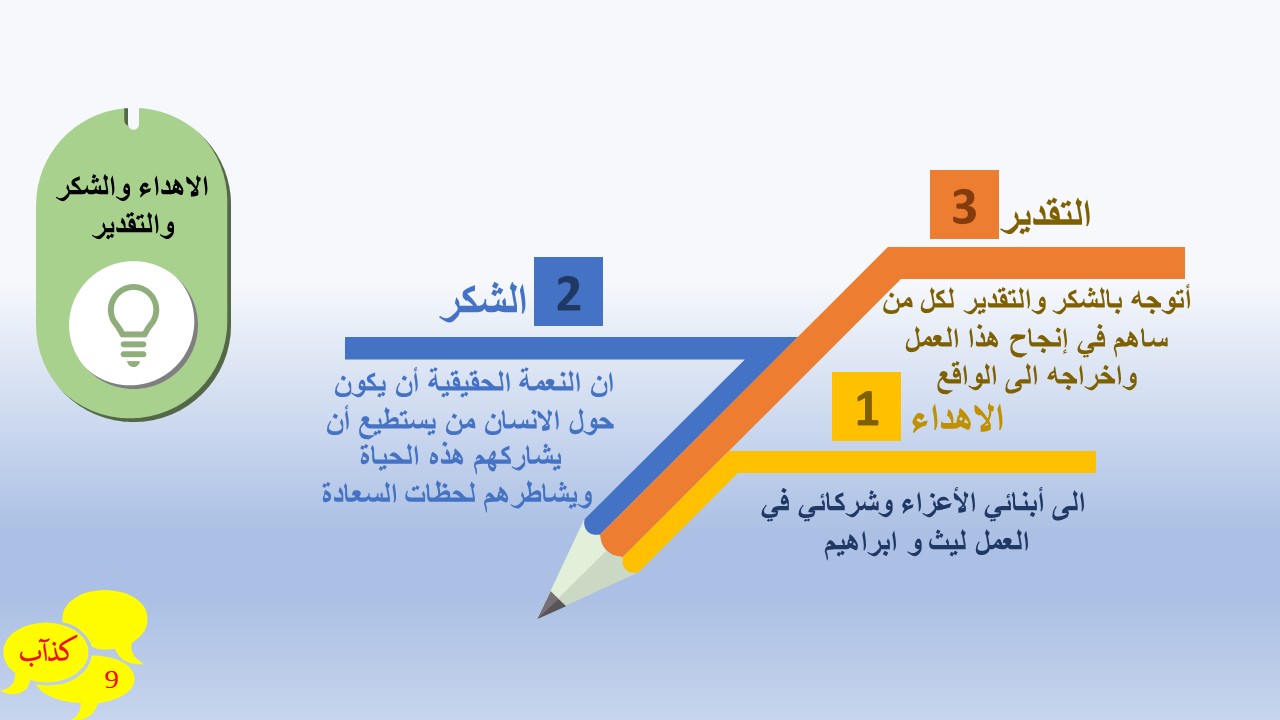 الاهداء والشكر
والتقدير
3
التقدير
أتوجه بالشكر والتقدير لكل من
ساهم في إنجاح هذا العمل
واخراجه الى الواقع
2
الشكر
ان النعمة الحقيقية أن يكون
حول الانسان من يستطيع أن
يشاركهم هذه الحياة
ويشاطرهم لحظات السعادة
1
الاهداء
الى أبنائي الأعزاء وشركائي في
العمل ليث و ابراهيم
كذآب
9